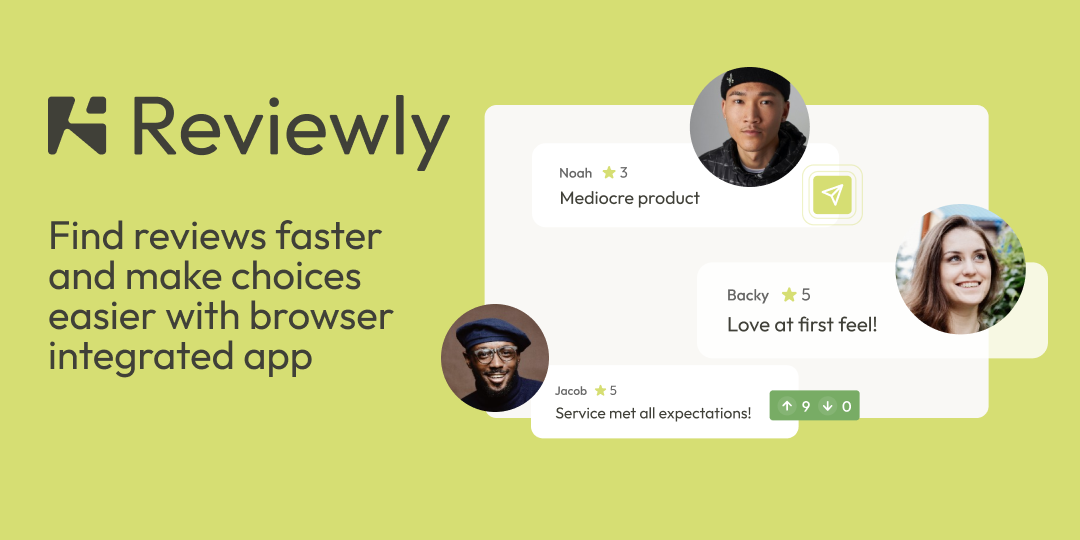 Reviewly
Find reviews faster
and make choices
easier with browser
integrated app
Noah 3
Mediocre product
Backy 5
Love at first feel!
Jacob 5
Service met all expectations!
9 0